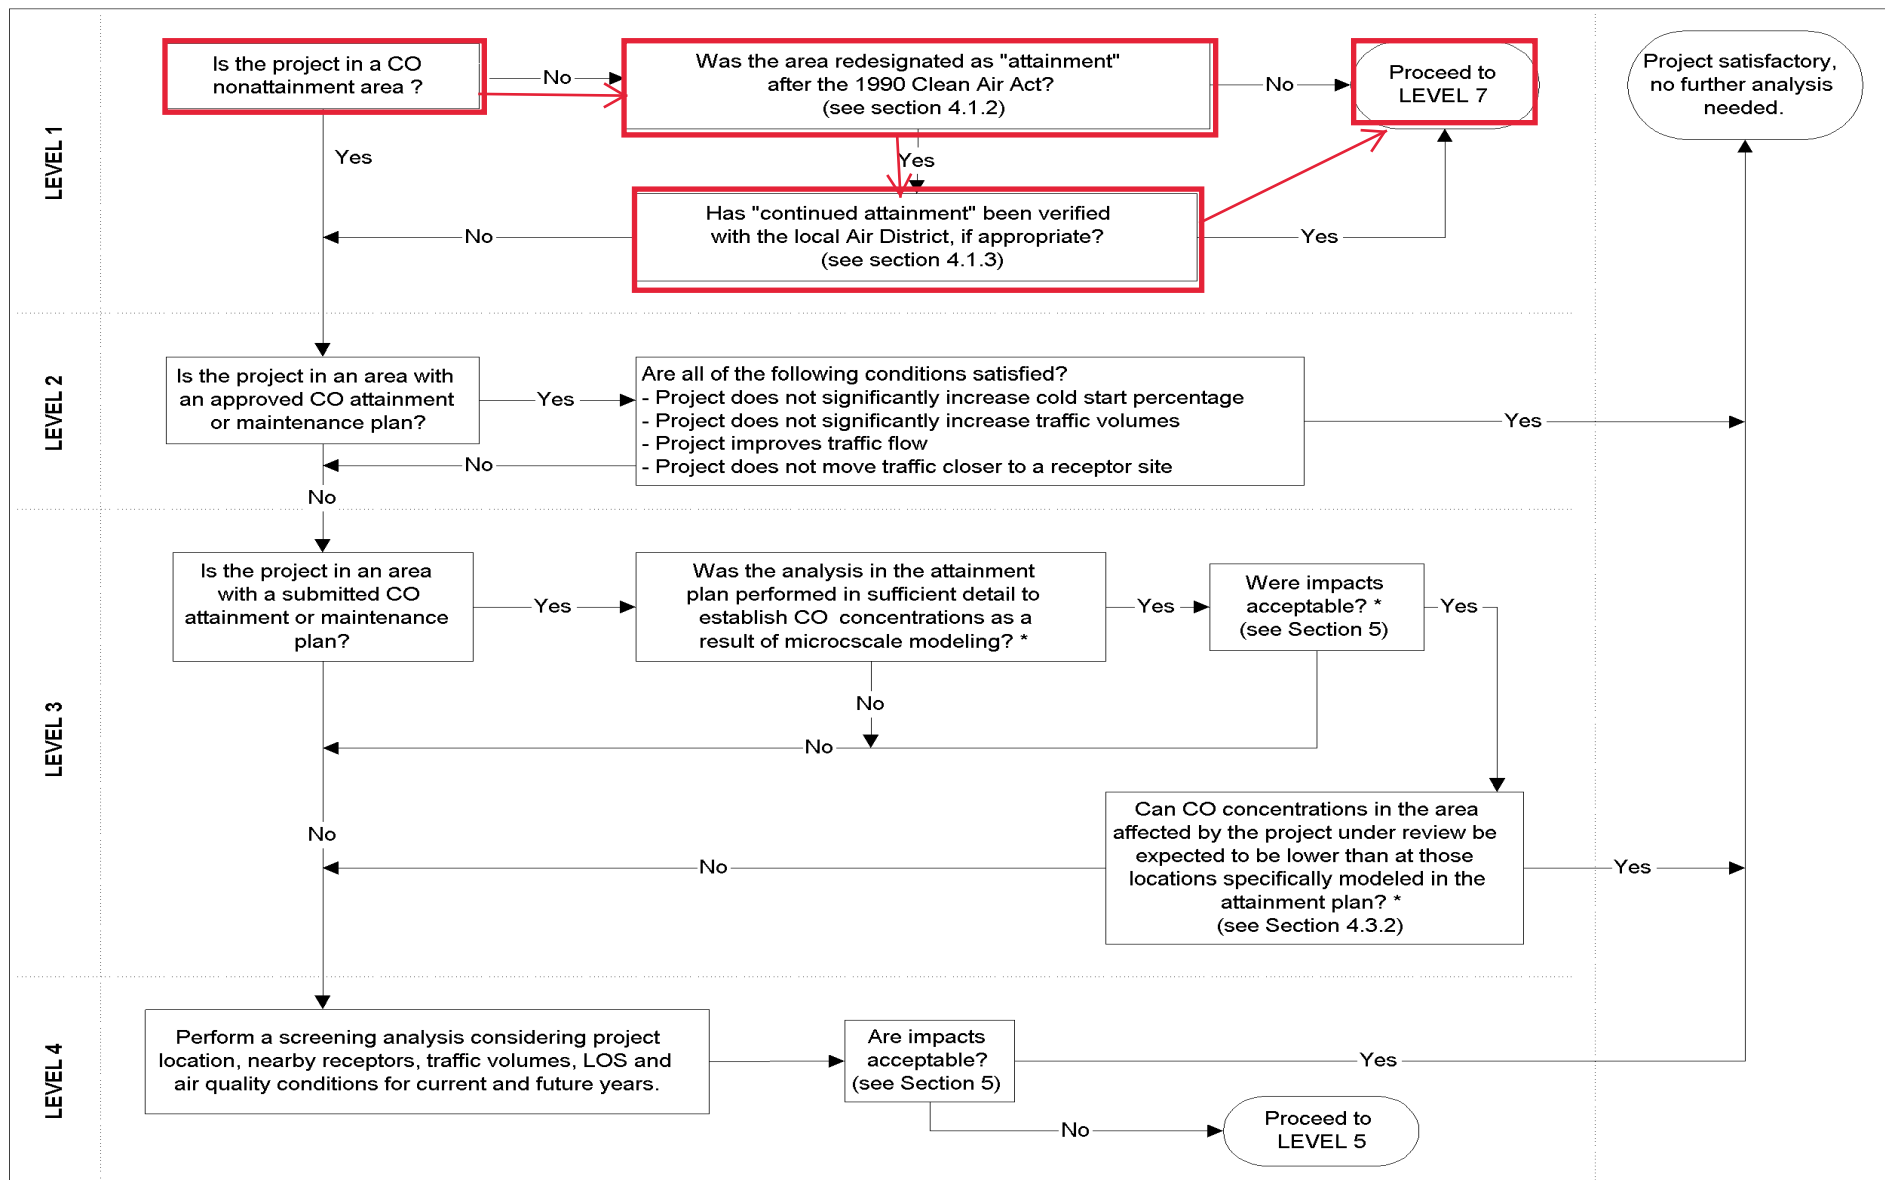 LEVEL 1
Is the project in a CO
nonattainment area ?
No
Was the area redesignated as "attainment"
after the 1990 Clean Air Act?
(see section 4.1.2)
No
Proceed to
LEVEL 7
Project satisfactory,
no further analysis
needed.
Yes
Yes
No
Has "continued attainment" been verified
with the local Air District, if appropriate?
(see section 4.1.3)
Yes
LEVEL 2
Is the project in an area with
an approved CO attainment
or maintenance plan?
Yes
Are all of the following conditions satisfied?
- Project does not significantly increase cold start percentage
- Project does not significantly increase traffic volumes
- Project improves traffic flow
- Project does not move traffic closer to a receptor site
Yes
No
No
LEVEL 3
Is the project in an area
with a submitted CO
attainment or maintenance
plan?
Yes
Was the analysis in the attainment
plan performed in sufficient detail to
establish CO concentrations as a
result of microcscale modeling? *
Yes
Were impacts
acceptable? *
(see Section 5)
Yes
No
No
No
No
Can CO concentrations in the area
affected by the project under review be
expected to be lower than at those
locations specifically modeled in the
attainment plan? *
(see Section 4.3.2)
Yes
LEVEL 4
Perform a screening analysis considering project
location, nearby receptors, traffic volumes, LOS and
air quality conditions for current and future years.
Are impacts
acceptable?
(see Section 5)
Yes
No
Proceed to
LEVEL 5